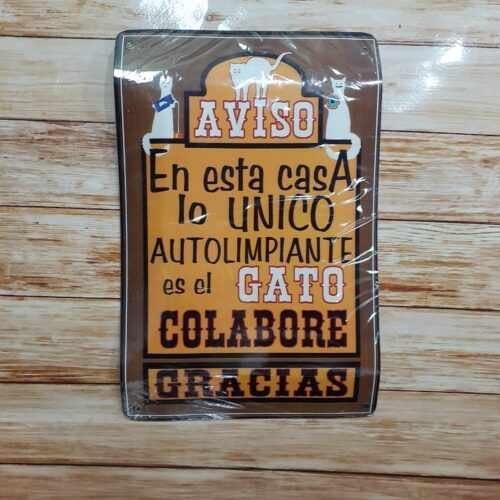 AVISO
En esta casA
lo UNICO
AUTOLIMPIANTE
es el GATO
COLABORE
GRACIAS